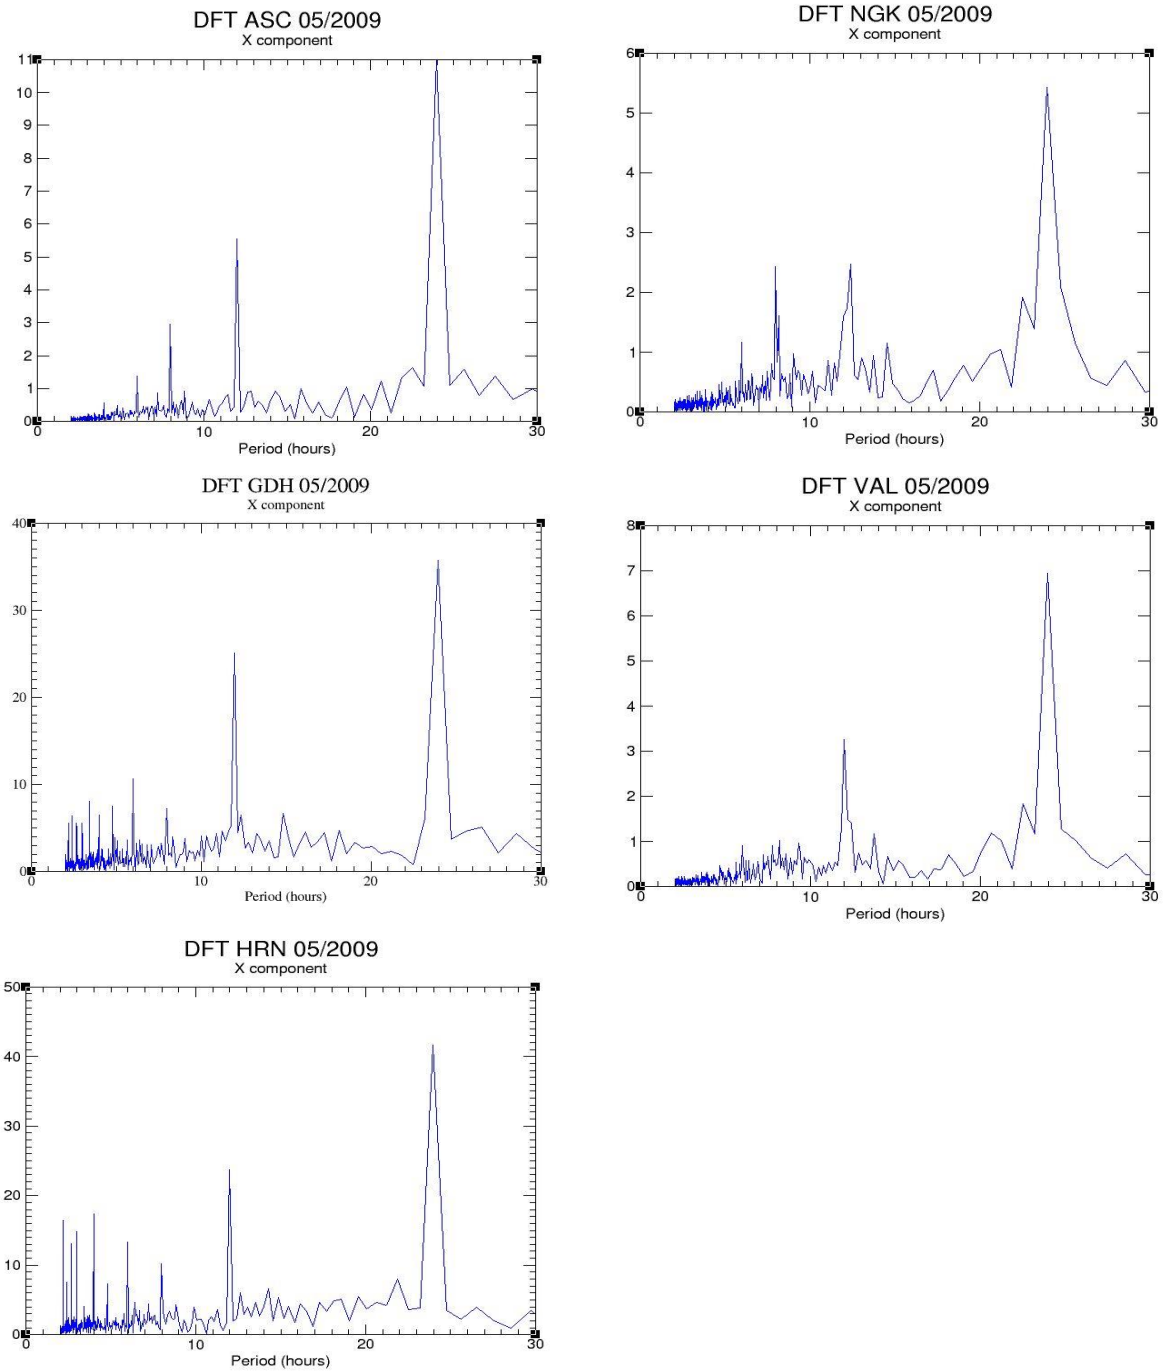 DFT ASC 05/2009
X component
11
10
9
8
7
6
5
4
3
2
1
0
0 10 20 30
Period (hours)
DFT NGK 05/2009
X component
6
5
4
3
2
1
0
0 10 20 30
Period (hours)
DFT GDH 05/2009
X component
40
30
20
10
0
0 10 20 30
Period (hours)
DFT VAL 05/2009
X component
8
7
6
5
4
3
2
1
0
0 10 20 30
Period (hours)
DFT HRN 05/2009
X component
50
40
30
20
10
0
0 10 20 30
Period (hours)